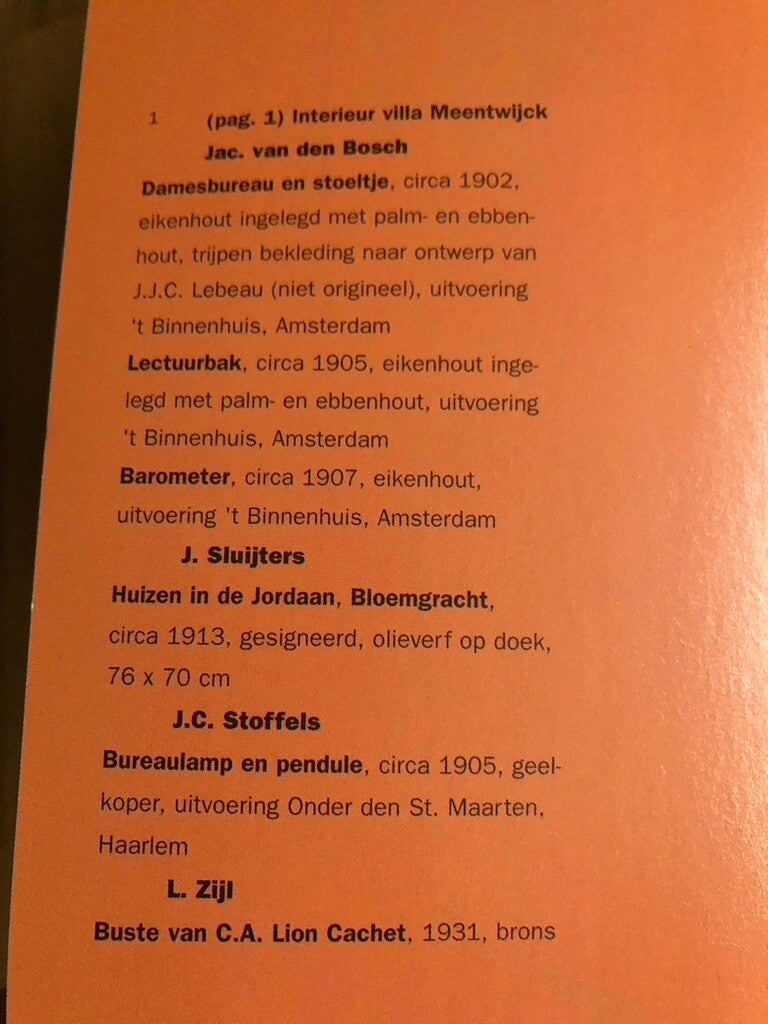 1 (pag. 1) Interieur villa Meentwijck
Jac. van den Bosch
Damesbureau en stoeltje, circa 1902,
eikenhout ingelegd met palm- en ebben-
hout, trijpen bekleding naar ontwerp van
J.J.C. Lebeau (niet origineel), uitvoering
't Binnenhuis, Amsterdam
Lectuurbak, circa 1905, eikenhout inge-
legd met palm- en ebbenhout, uitvoering
't Binnenhuis, Amsterdam
Barometer, circa 1907, eikenhout,
uitvoering 't Binnenhuis, Amsterdam
J. Sluijters
Huizen in de Jordaan, Bloemgracht,
circa 1913, gesigneerd, olieverf op doek,
76 x 70 cm
J.C. Stoffels
Bureaulamp en pendule, circa 1905, geel-
koper, uitvoering Onder den St. Maarten,
Haarlem
L. Zijl
Buste van C.A. Lion Cachet, 1931, brons